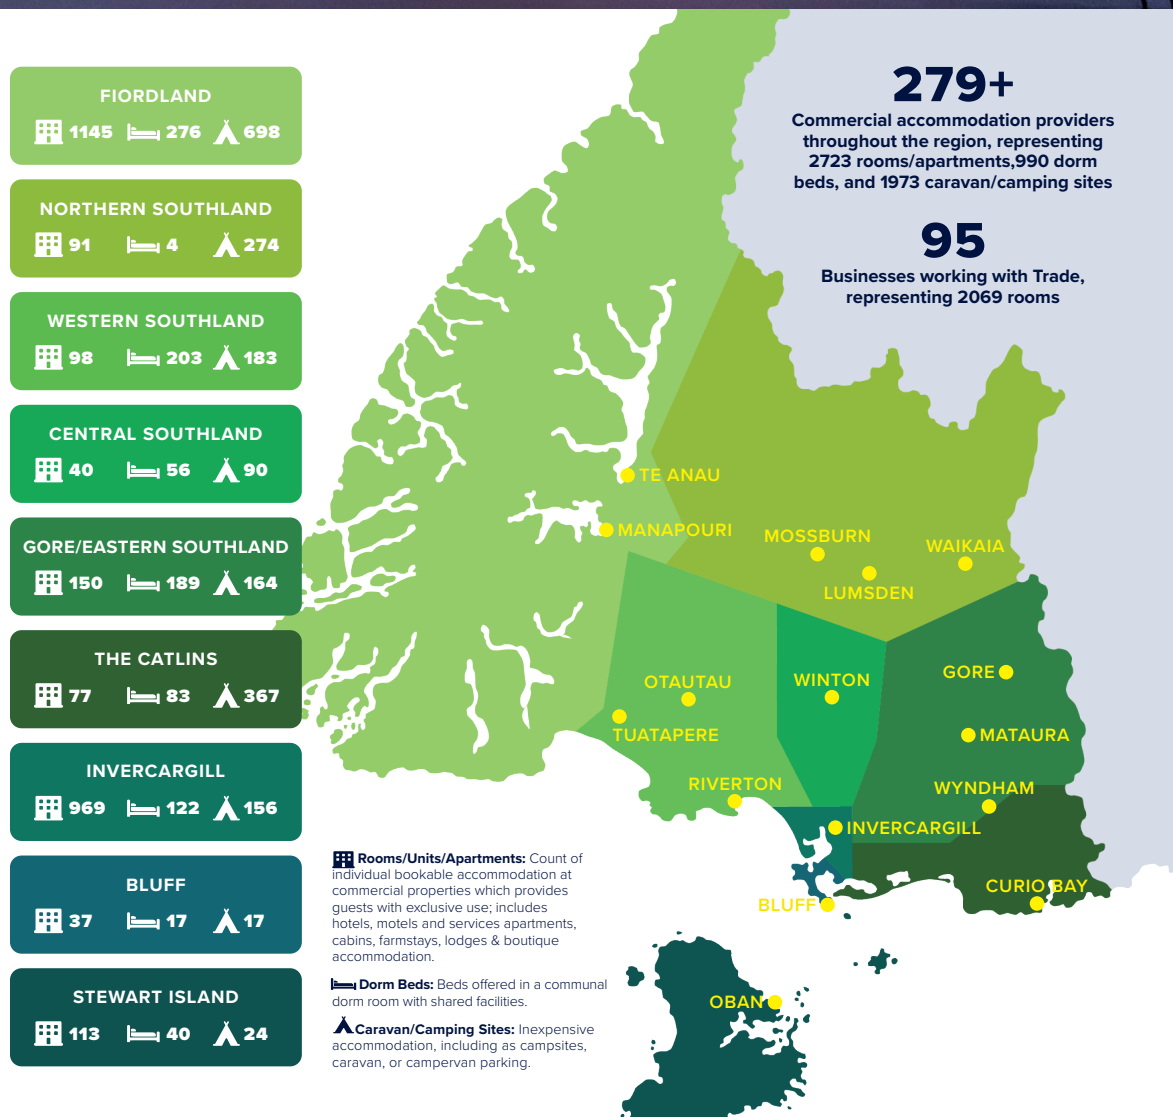 FIORDLAND
1145 276 698
NORTHERN SOUTHLAND
91 4 274
WESTERN SOUTHLAND
98 203 183
CENTRAL SOUTHLAND
40 56 90
GORE/EASTERN SOUTHLAND
150 189 164
THE CATLINS
77 83 367
INVERCARGILL
969 122 156
BLUFF
37 17 17
STEWART ISLAND
113 40 24
279+
Commercial accommodation providers
throughout the region, representing
2723 rooms/apartments,990 dorm
beds, and 1973 caravan/camping sites
95
Businesses working with Trade,
representing 2069 rooms
TE ANAU
MANAPOURI
MOSSBURN
WAIKAIA
LUMSDEN
OTAUTAU
WINTON
GORE
TUATAPERE
MATAURA
RIVERTON
WYNDHAM
INVERCARGILL
CURIO BAY
BLUFF
OBAN
Rooms/Units/Apartments: Count of
individual bookable accommodation at
commercial properties which provides
guests with exclusive use; includes
hotels, motels and services apartments,
cabins, farmstays, lodges & boutique
accommodation.
Dorm Beds: Beds offered in a communal
dorm room with shared facilities.
Caravan/Camping Sites: Inexpensive
accommodation, including as campsites,
caravan, or campervan parking.